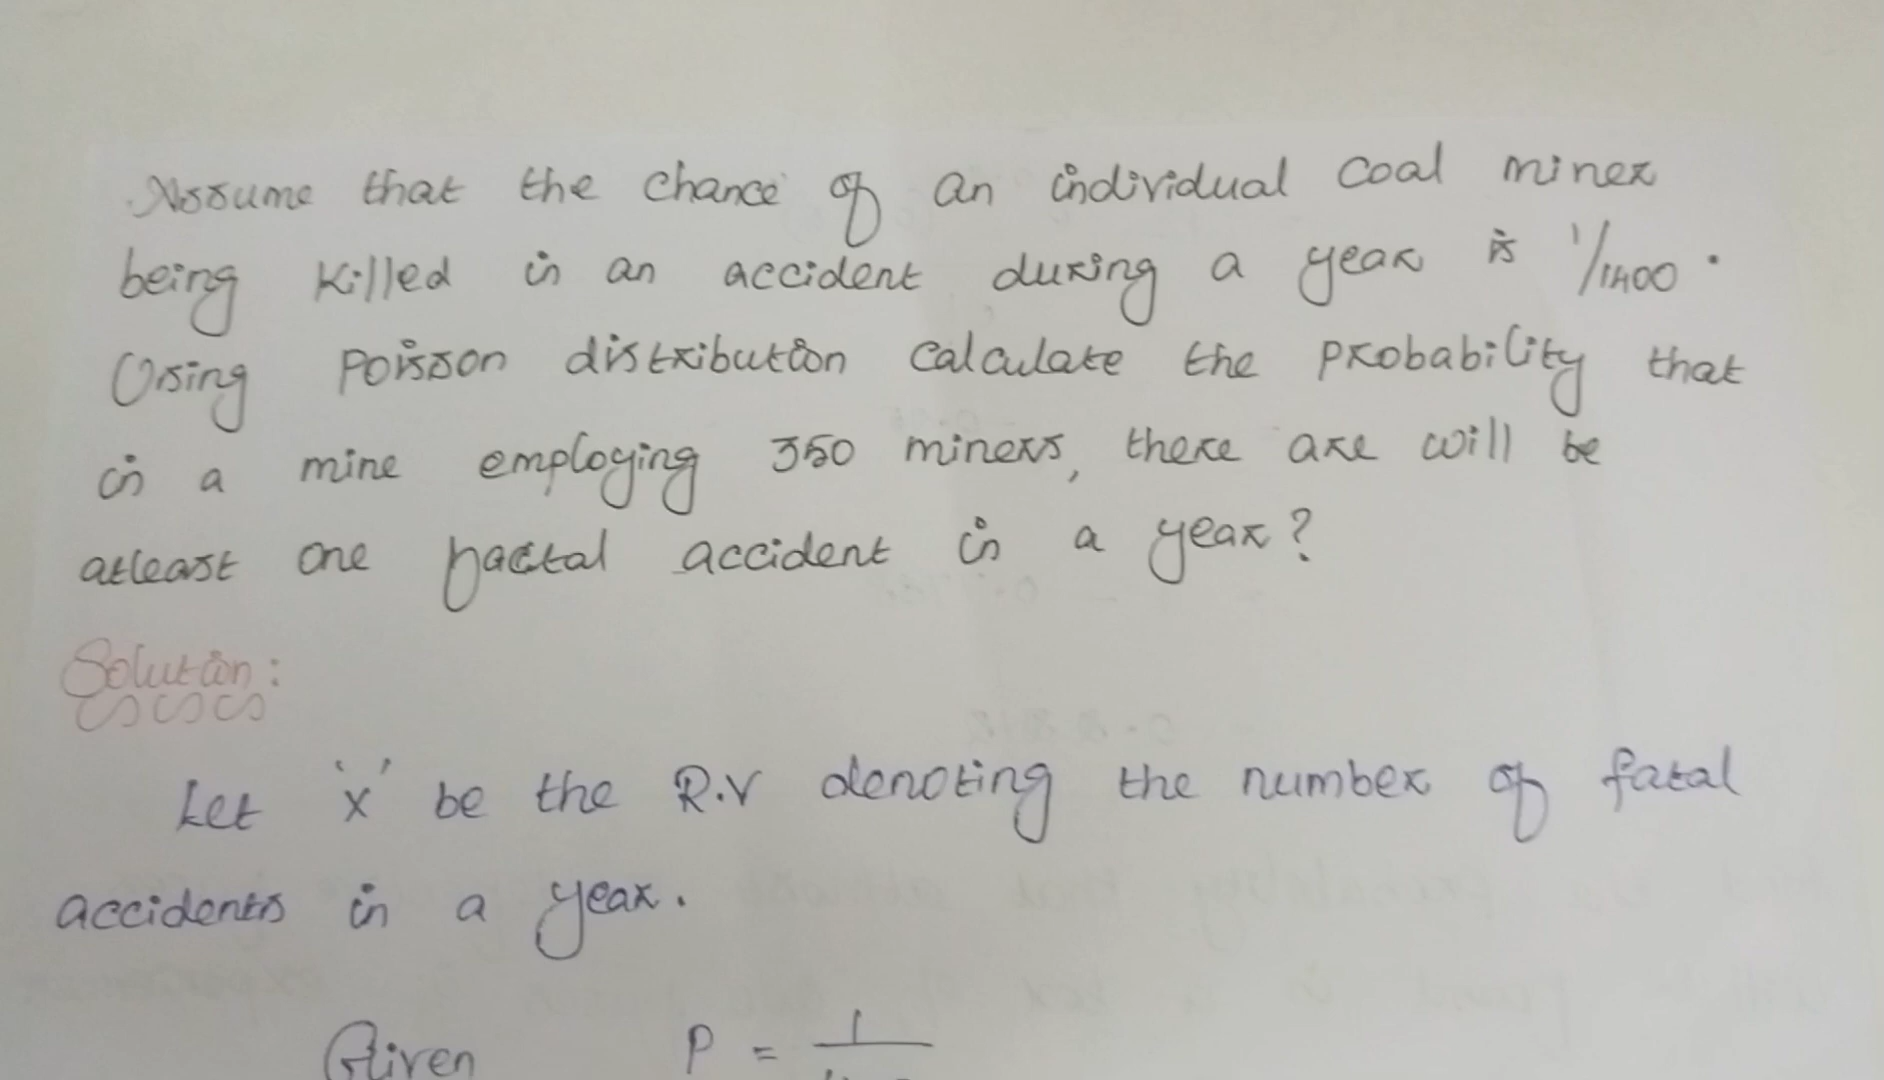 Assume that the chance of an individual coal miner
being killed in an accident during a year is 1/1400.
Using Poisson distribution calculate the probability that
in a mine employing 350 miners, there are will be
atleast one factal accident in a year?
Solution:
Let 'x' be the R.V denoting the number of fatal
accidents in a year.
Given P = 1